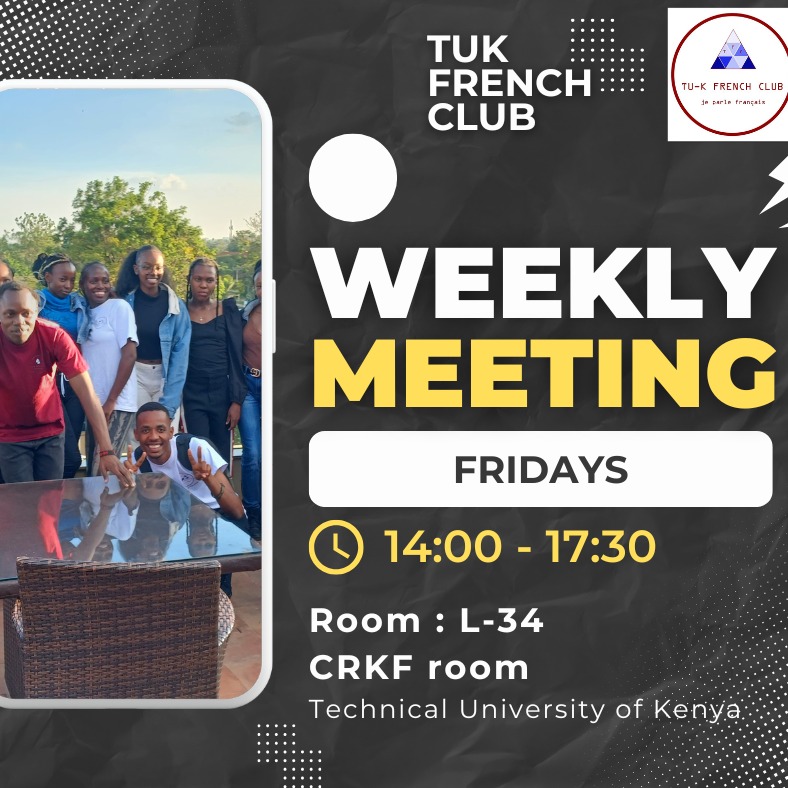 TUK
FRENCH
CLUB
TU-K FRENCH CLUB
je parle français
WEEKLY
MEETING
FRIDAYS
14:00 - 17:30
Room : L-34
CRKF room
Technical University of Kenya